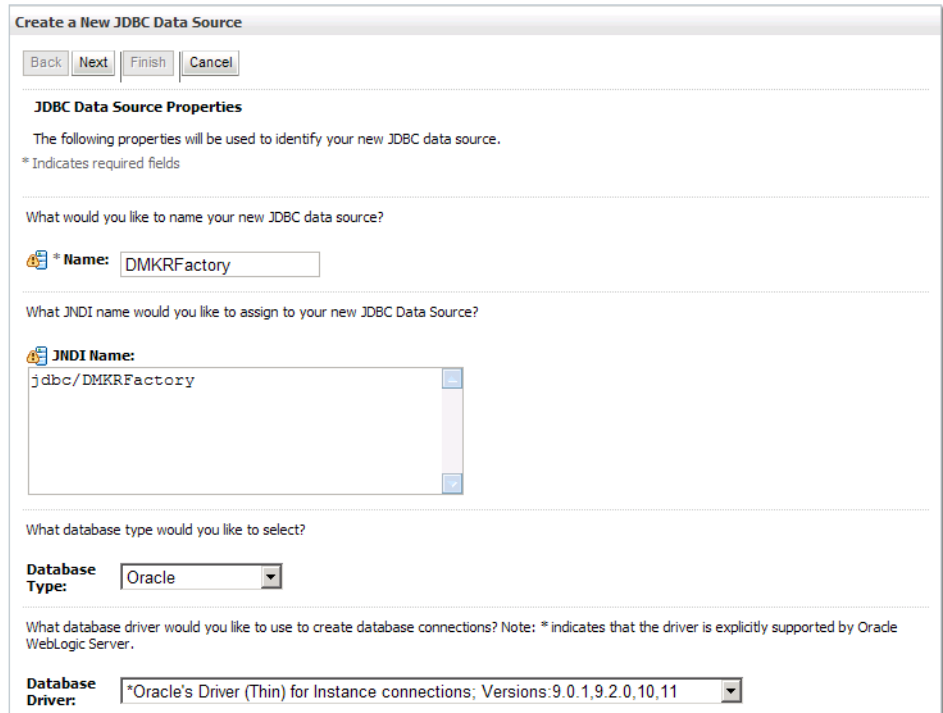 Create a New JDBC Data Source
Back Next Finish Cancel
JDBC Data Source Properties
The following properties will be used to identify your new JDBC data source.
* Indicates required fields
What would you like to name your new JDBC data source?
* Name: DMKRFactory
What JNDI name would you like to assign to your new JDBC Data Source?
JNDI Name:
jdbc/DMKRFactory
What database type would you like to select?
Database
Type: Oracle
What database driver would you like to use to create database connections? Note: * indicates that the driver is explicitly supported by Oracle
WebLogic Server.
Database
Driver: *Oracle's Driver (Thin) for Instance connections; Versions:9.0.1,9.2.0,10,11